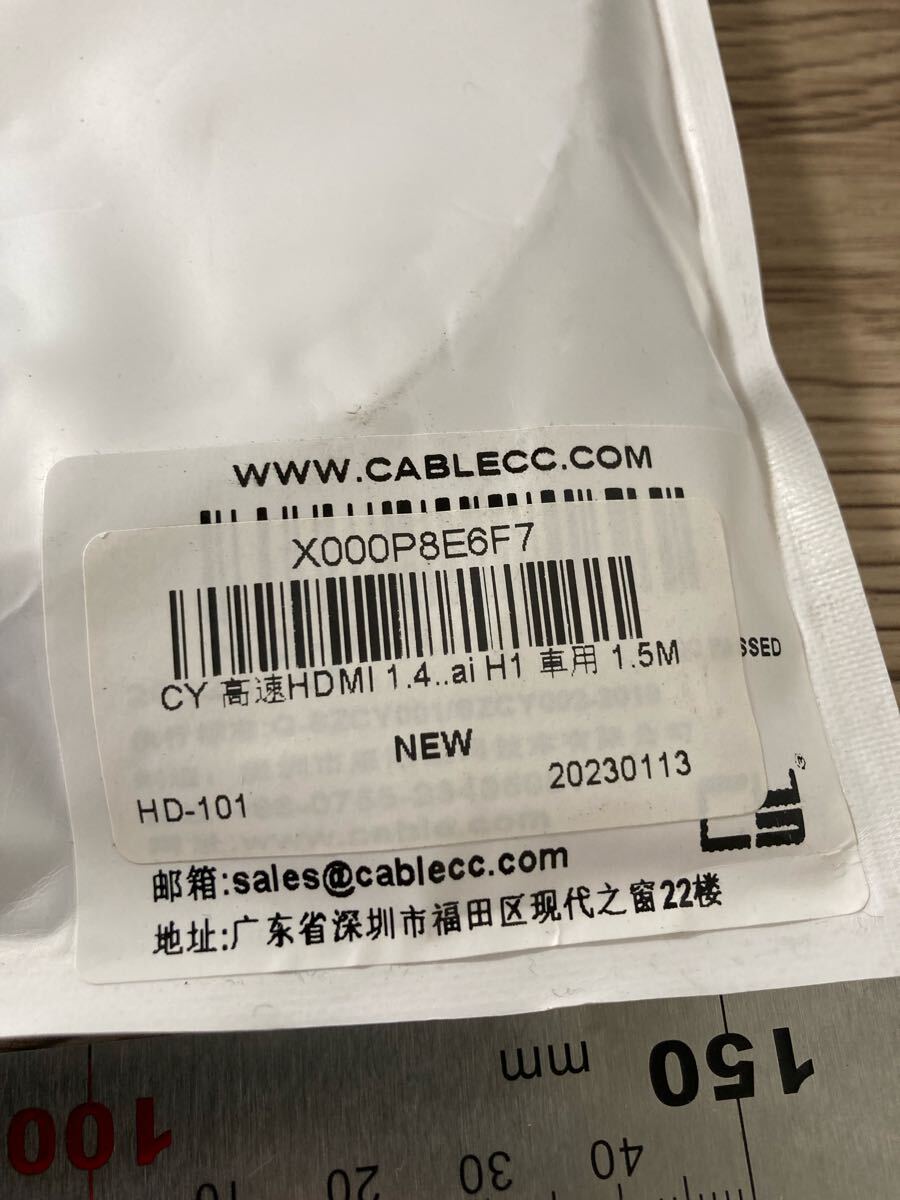 WWW.CABLECC.COM
X000P8E6F7
CY 高速HDMI 1.4..ai H1 車用 1.5M
SSED
NEW
HD-101
20230113
邮箱:sales@cablecc.com
地址:广东省深圳市福田区现代之窗22楼
mm
150
100
10
20
30
40